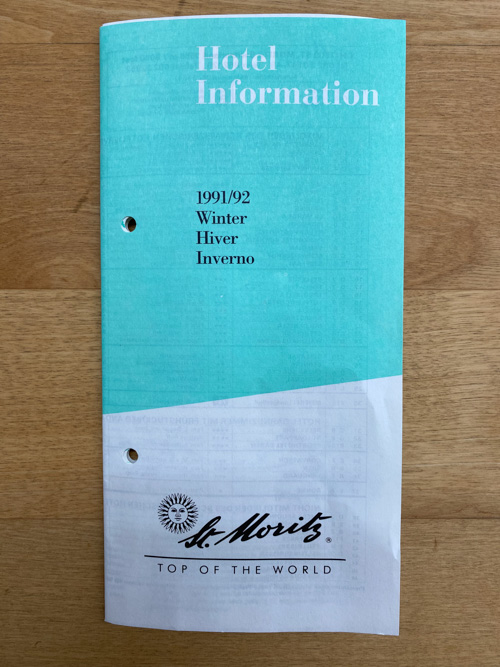 Hotel
Information
1991/92
Winter
Hiver
Inverno
St. Moritz ®
TOP OF THE WORLD